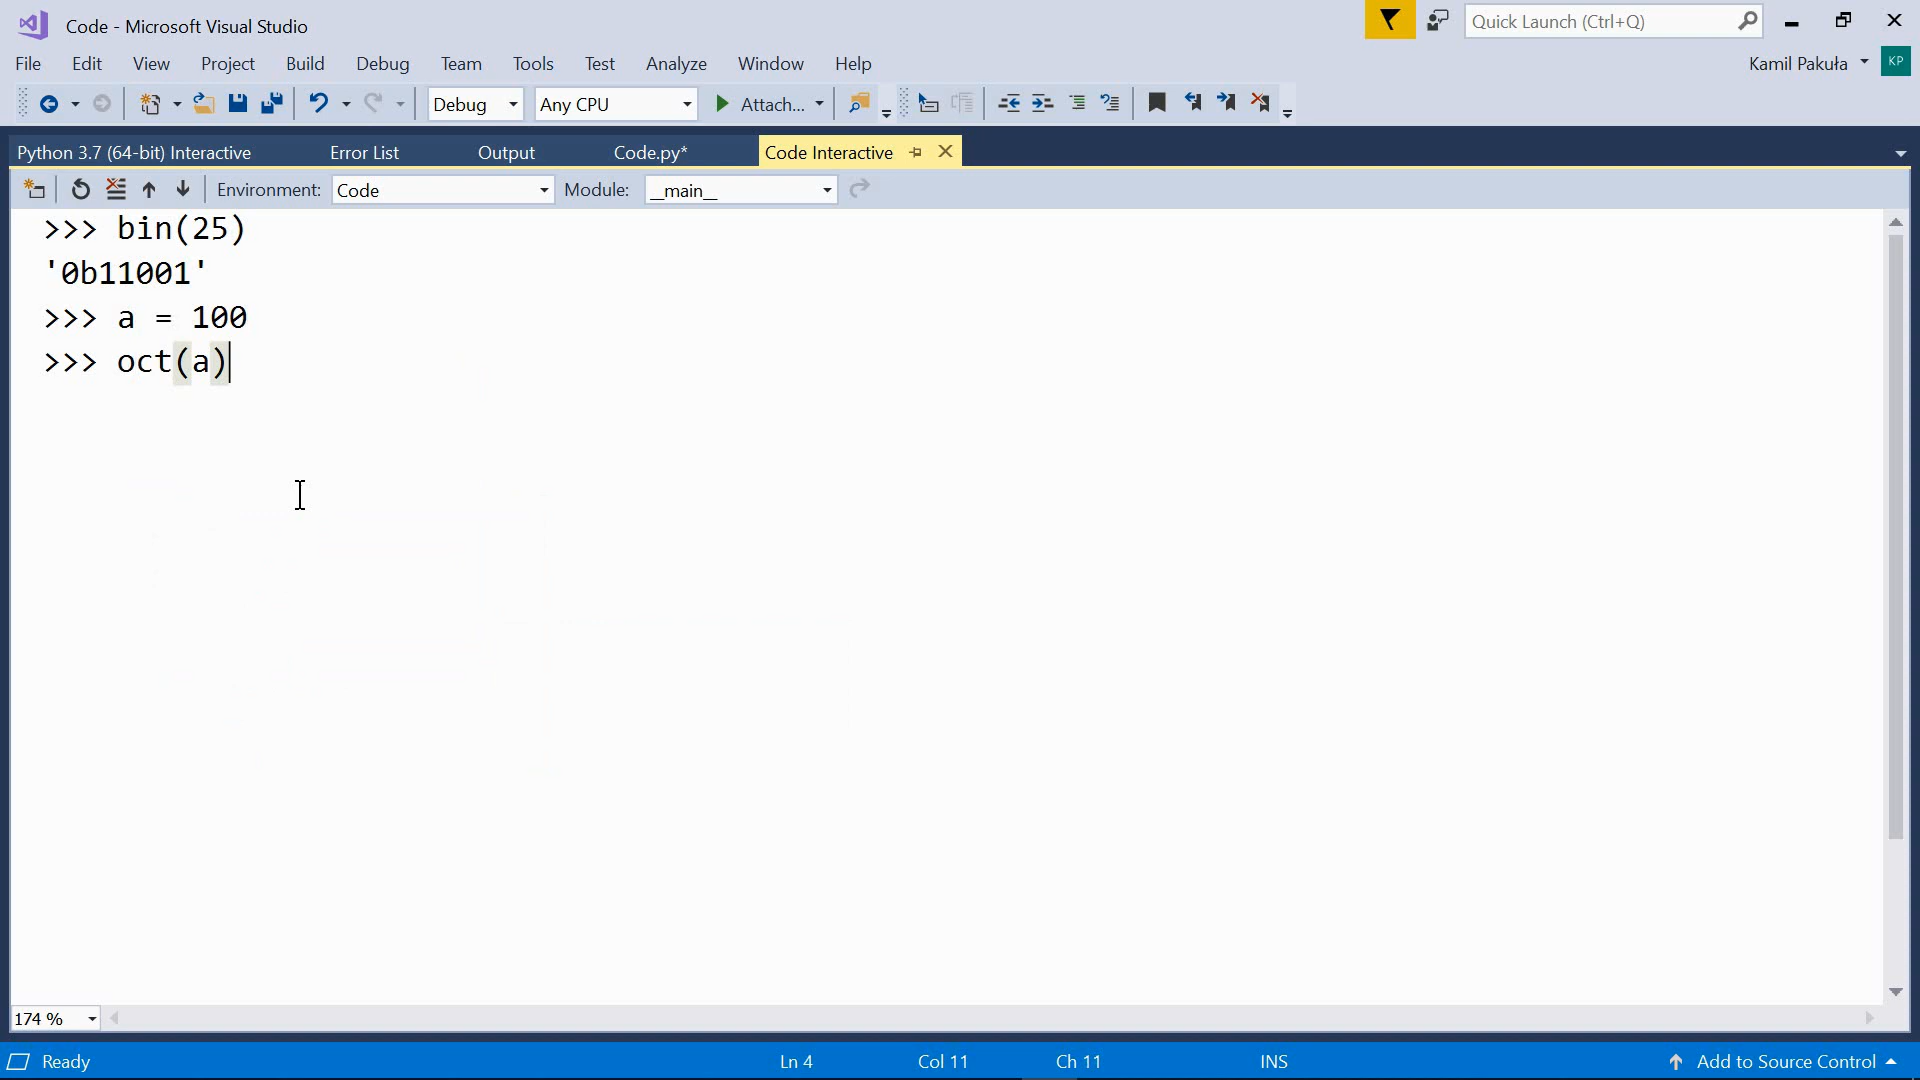 Code - Microsoft Visual Studio
Quick Launch (Ctrl+Q)
File Edit View Project Build Debug Team Tools Test Analyze Window Help
Kamil Pakuła KP
Debug Any CPU Attach...
Python 3.7 (64-bit) Interactive Error List Output Code.py* Code Interactive
Environment: Code Module: __main__
>>> bin(25)
'0b11001'
>>> a = 100
>>> oct(a)
174 %
Ready Ln 4 Col 11 Ch 11 INS Add to Source Control